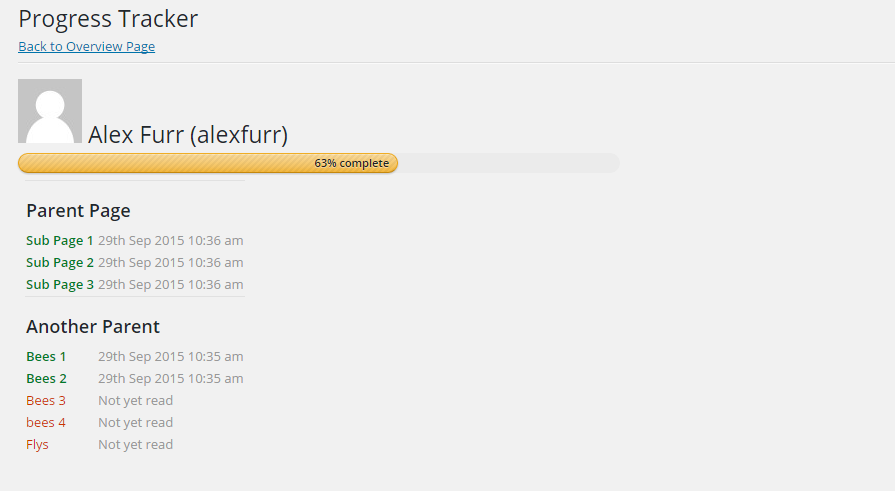 Progress Tracker
Back to Overview Page
Alex Furr (alexfurr)
63% complete
Parent Page
Sub Page 1 29th Sep 2015 10:36 am
Sub Page 2 29th Sep 2015 10:36 am
Sub Page 3 29th Sep 2015 10:36 am
Another Parent
Bees 1 29th Sep 2015 10:35 am
Bees 2 29th Sep 2015 10:35 am
Bees 3 Not yet read
bees 4 Not yet read
Flys Not yet read